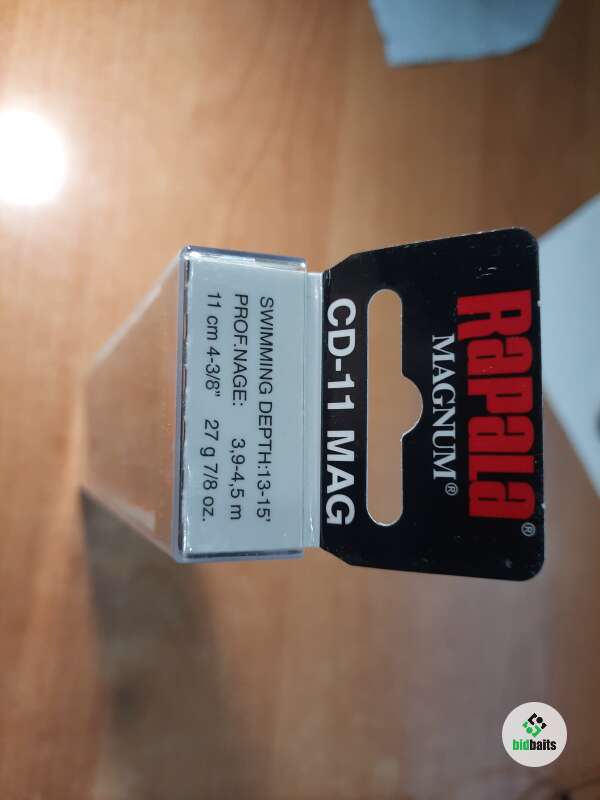 RAPALA®
MAGNUM®
CD-11 MAG
SWIMMING DEPTH:13-15'
PROF.NAGE: 3,9-4,5 m
11 cm 4-3/8" 27 g 7/8 oz.
bidbaits